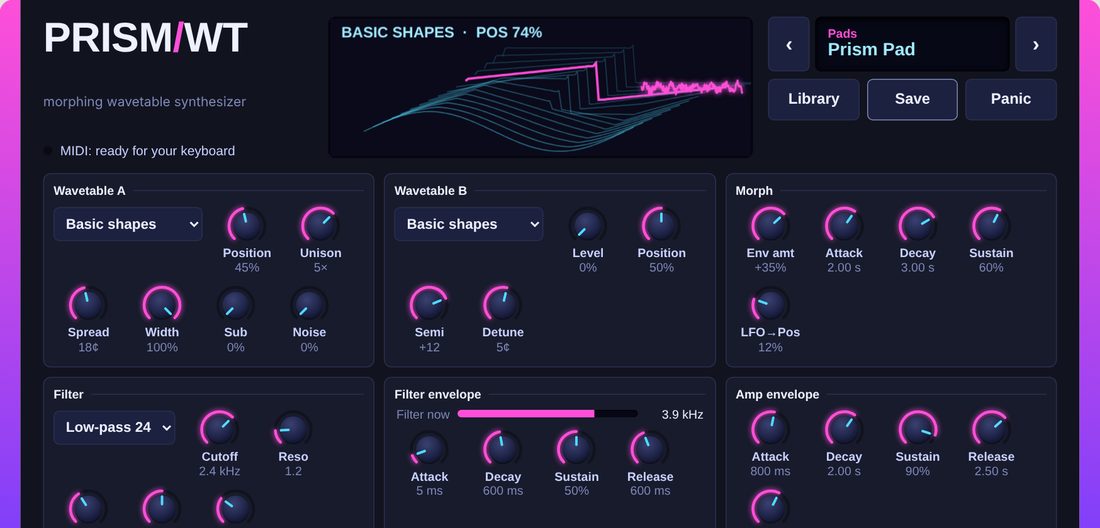 PRISM/WT
morphing wavetable synthesizer
MIDI: ready for your keyboard
BASIC SHAPES · POS 74%
‹
Pads
Prism Pad
›
Library
Save
Panic
Wavetable A
Basic shapes
Position
45%
Unison
5×
Spread
18¢
Width
100%
Sub
0%
Noise
0%
Wavetable B
Basic shapes
Level
0%
Position
50%
Semi
+12
Detune
5¢
Morph
Env amt
+35%
Attack
2.00 s
Decay
3.00 s
Sustain
60%
LFO→Pos
12%
Filter
Low-pass 24
Cutoff
2.4 kHz
Reso
1.2
Filter envelope
Filter now
3.9 kHz
Attack
5 ms
Decay
600 ms
Sustain
50%
Release
600 ms
Amp envelope
Attack
800 ms
Decay
2.00 s
Sustain
90%
Release
2.50 s